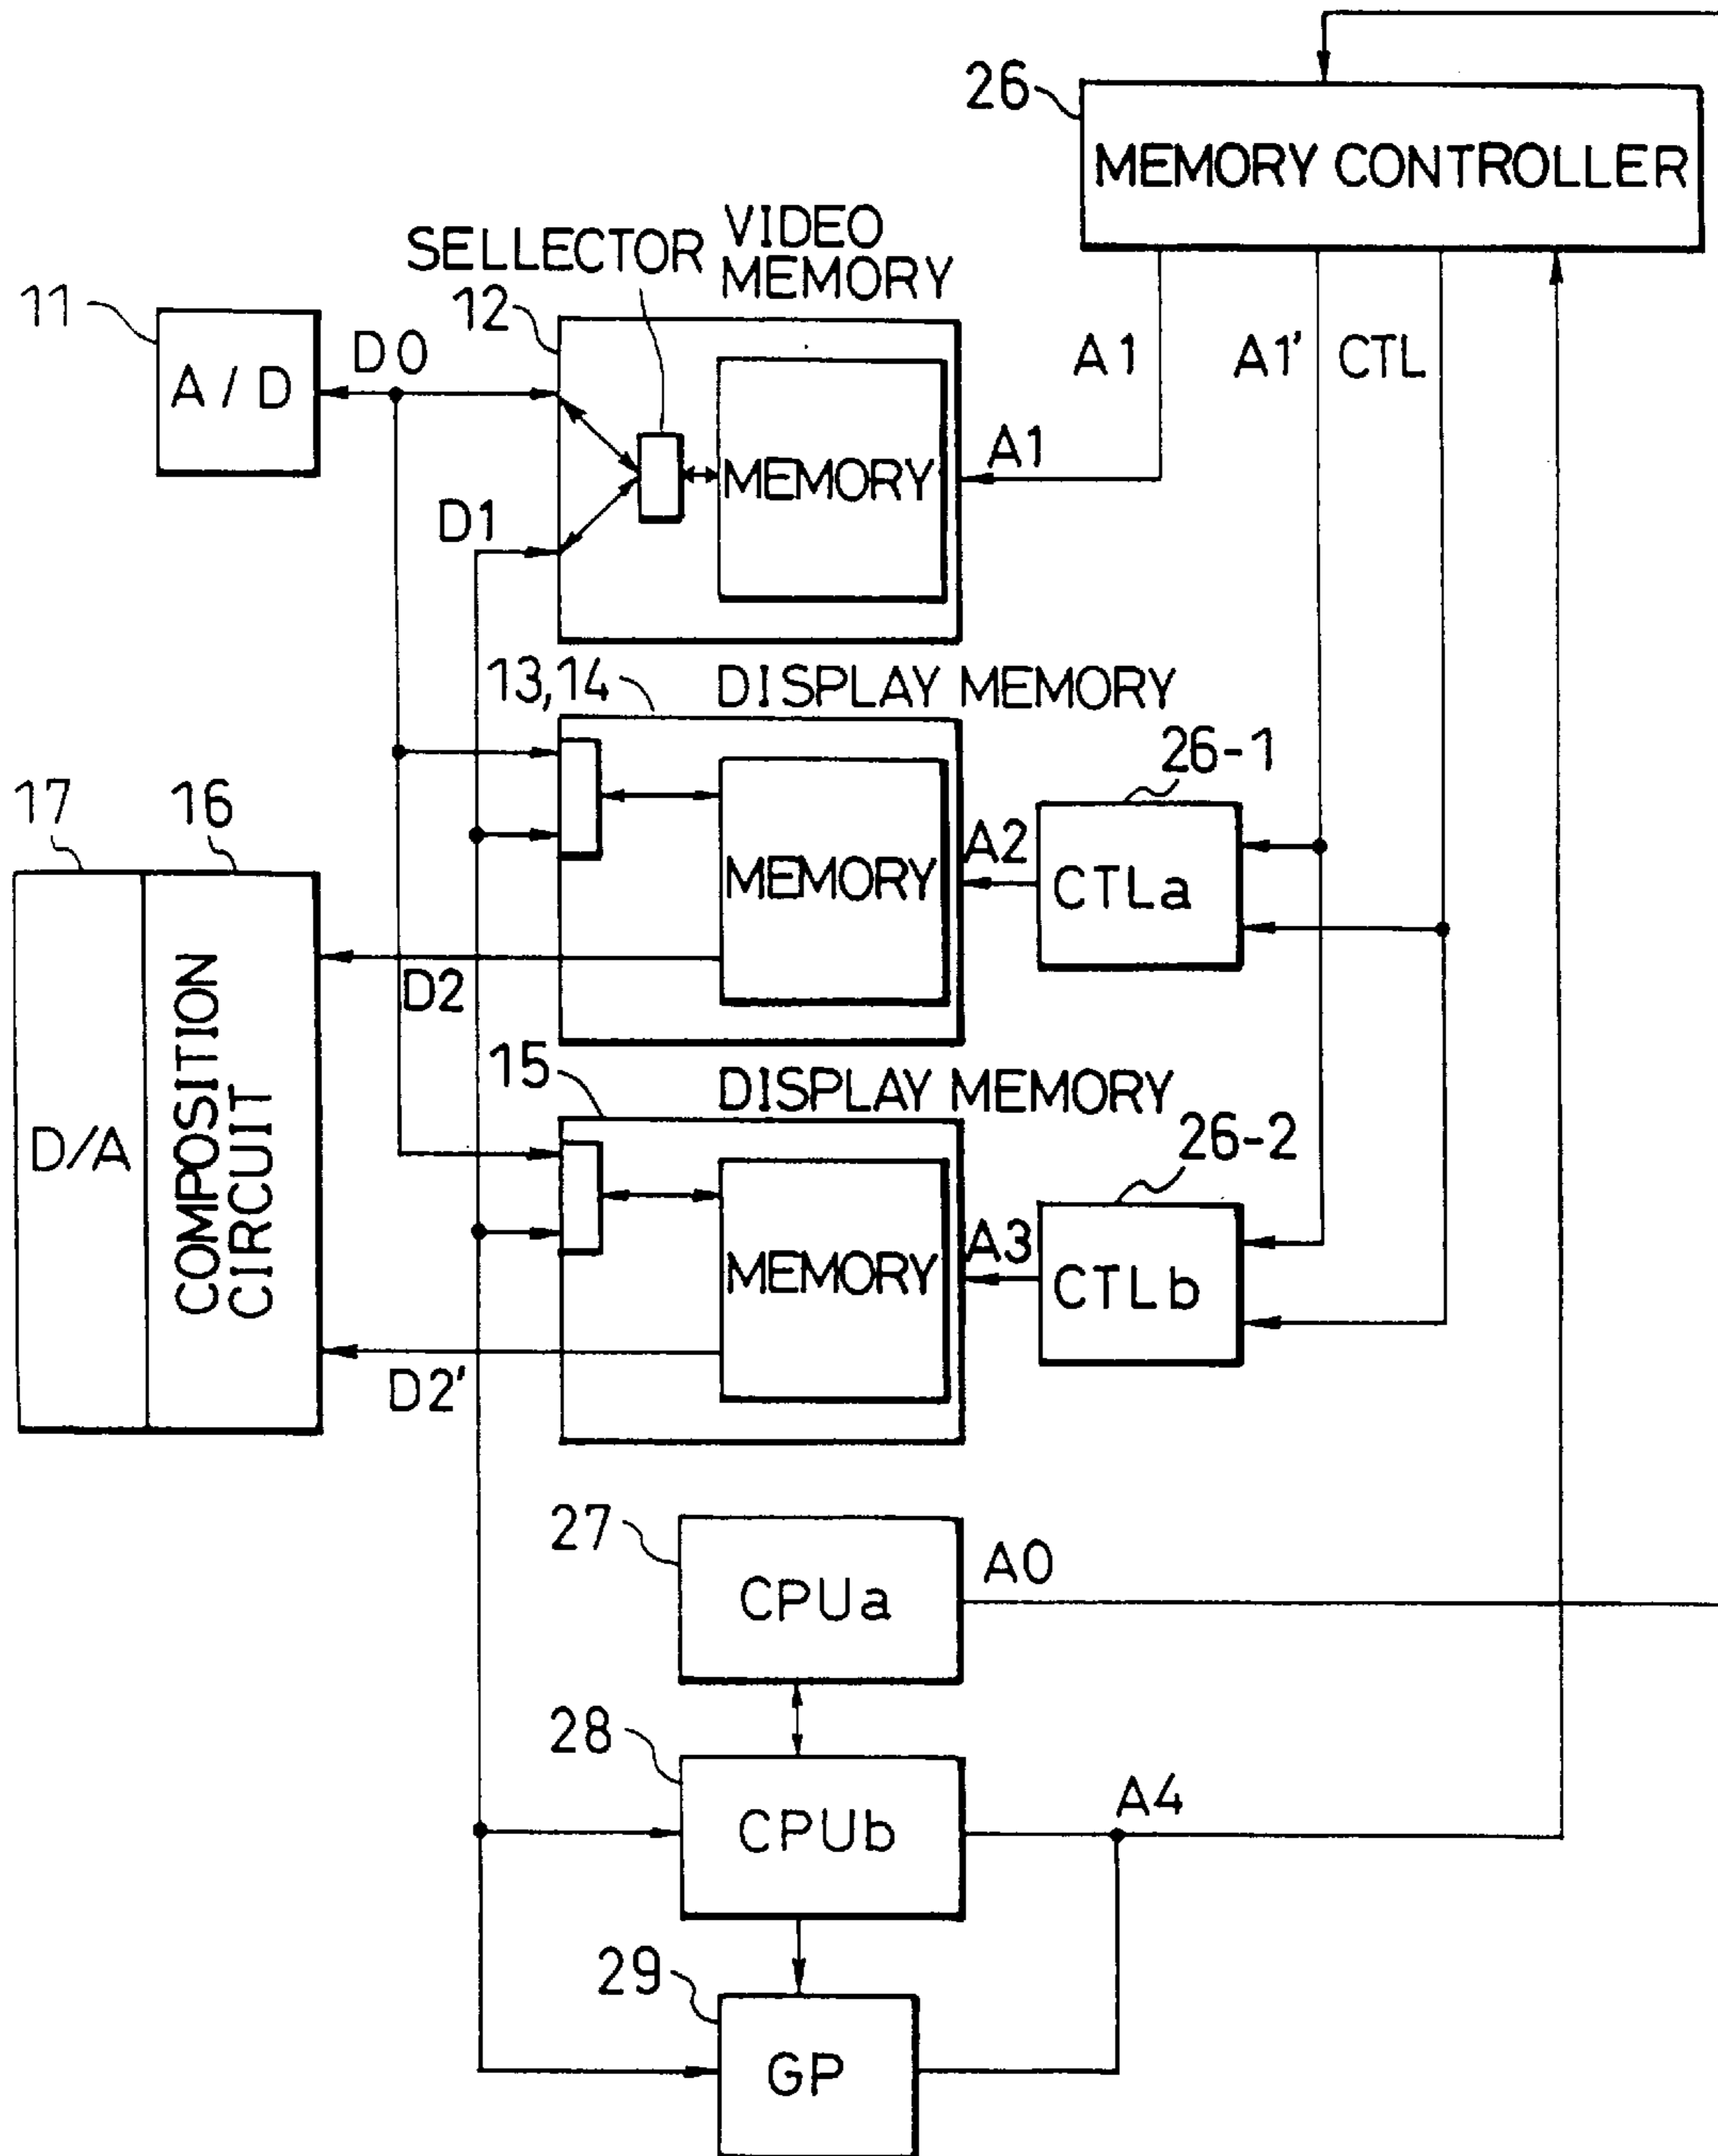 26
MEMORY CONTROLLER
SELLECTOR
VIDEO
MEMORY
11
A/D
D0
12
MEMORY
A1
A1
A1'
CTL
D1
13,14
DISPLAY MEMORY
26-1
MEMORY
A2
CTLa
17
16
D2
D/A
COMPOSITION
CIRCUIT
15
DISPLAY MEMORY
26-2
MEMORY
A3
CTLb
D2'
27
CPUa
A0
28
CPUb
A4
29
GP